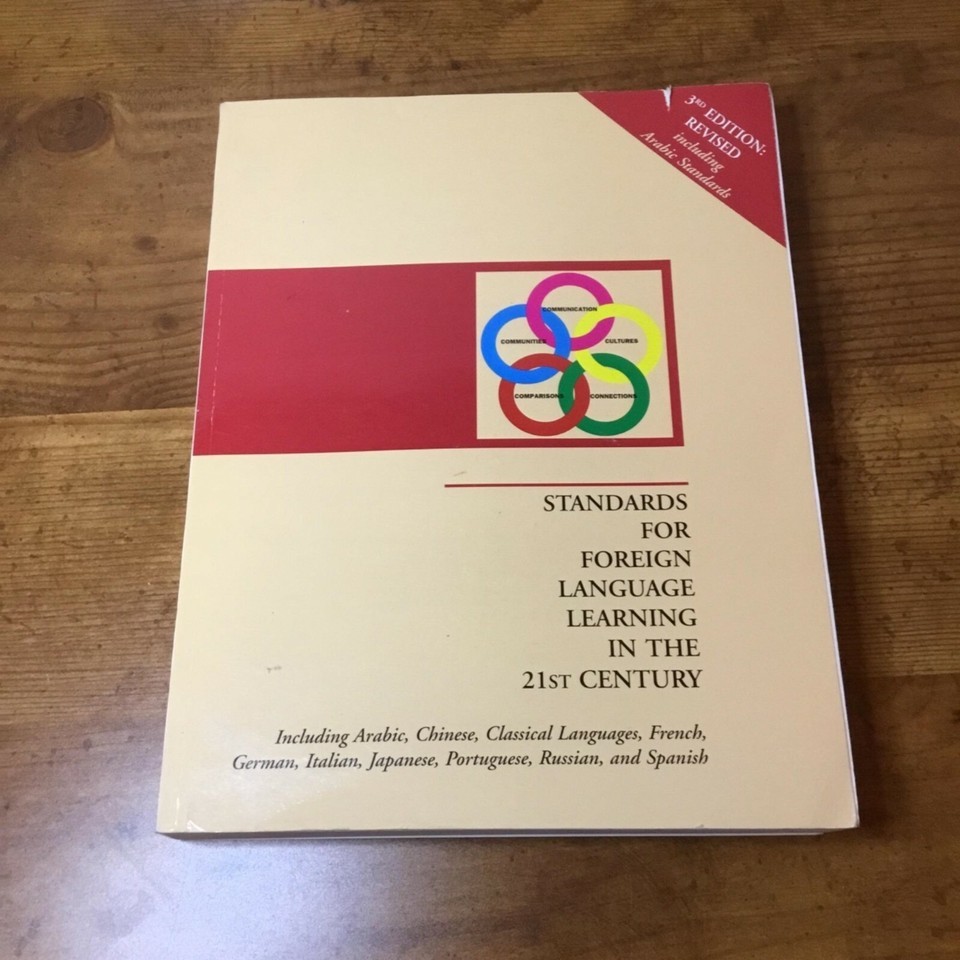 3RD EDITION:
REVISED
including
Arabic Standards
COMMUNICATION
COMMUNITIES
CULTURES
COMPARISONS
CONNECTIONS
STANDARDS
FOR
FOREIGN
LANGUAGE
LEARNING
IN THE
21ST CENTURY
Including Arabic, Chinese, Classical Languages, French,
German, Italian, Japanese, Portuguese, Russian, and Spanish